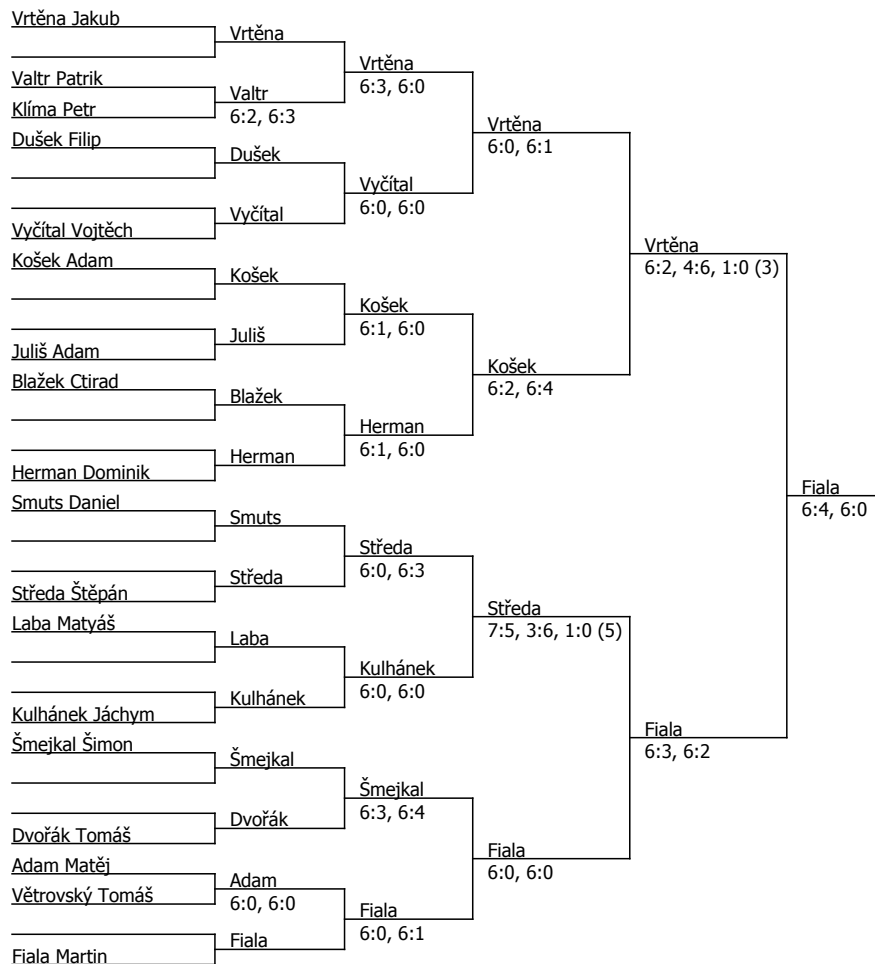 Vrtěna Jakub
Valtr Patrik
Klíma Petr
Dušek Filip
Vyčítal Vojtěch
Košek Adam
Juliš Adam
Blažek Ctirad
Herman Dominik
Smuts Daniel
Středa Štěpán
Laba Matyáš
Kulhánek Jáchym
Šmejkal Šimon
Dvořák Tomáš
Adam Matěj
Větrovský Tomáš
Fiala Martin
Vrtěna
Valtr
6:2, 6:3
Dušek
Vyčítal
Košek
Juliš
Blažek
Herman
Smuts
Středa
Laba
Kulhánek
Šmejkal
Dvořák
Adam
6:0, 6:0
Fiala
Vrtěna
6:3, 6:0
Vyčítal
6:0, 6:0
Košek
6:1, 6:0
Herman
6:1, 6:0
Středa
6:0, 6:3
Kulhánek
6:0, 6:0
Šmejkal
6:3, 6:4
Fiala
6:0, 6:1
Vrtěna
6:0, 6:1
Košek
6:2, 6:4
Středa
7:5, 3:6, 1:0 (5)
Fiala
6:0, 6:0
Vrtěna
6:2, 4:6, 1:0 (3)
Fiala
6:3, 6:2
Fiala
6:4, 6:0